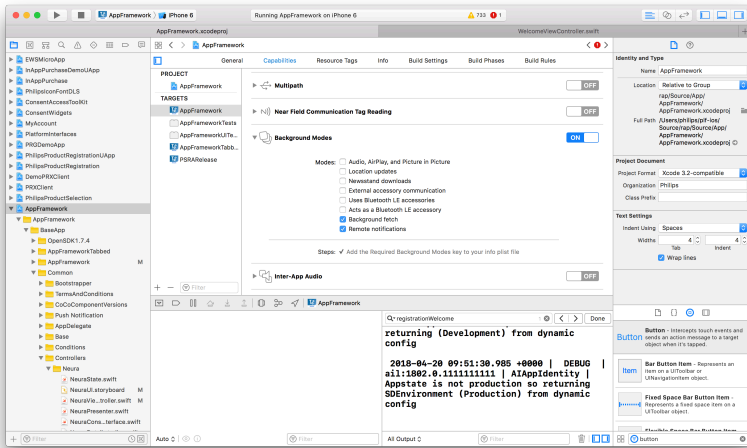 AppFramework
iPhone 6
Running AppFramework on iPhone 6
733
1
AppFramework.xcodeproj
WelcomeViewController.swift
AppFramework
EWSMicroApp
InAppPurchaseDemoUApp
InAppPurchase
PhilipsIconFontDLS
ConsentAccessToolKit
ConsentWidgets
MyAccount
PlatformInterfaces
PRGDemoApp
PhilipsProductRegistrationUApp
PhilipsProductRegistration
DemoPRXClient
PRXClient
PhilipsProductSelection
AppFramework
AppFramework
BaseApp
OpenSDK1.7.4
AppFrameworkTabbed
AppFramework M
Common
Bootstrapper
TermsAndConditions
CoCoComponentVersions
Push Notification
AppDelegate
Base
Conditions
Controllers
Neura
NeuraState.swift
NeuraUI.storyboard M
NeuraVie...troller.swift M
NeuraPresenter.swift
NeuraCons...terface.swift
Filter
General
Capabilities
Resource Tags
Info
Build Settings
Build Phases
Build Rules
PROJECT
AppFramework
TARGETS
AppFramework
AppFrameworkTests
AppFrameworkUITe...
AppFrameworkTabb...
PSRARelease
Filter
Multipath OFF
Near Field Communication Tag Reading OFF
Background Modes ON
Modes: Audio, AirPlay, and Picture in Picture
Location updates
Newsstand downloads
External accessory communication
Uses Bluetooth LE accessories
Acts as a Bluetooth LE accessory
Background fetch
Remote notifications
Steps: ✓ Add the Required Background Modes key to your info plist file
Inter-App Audio OFF
AppFramework
registrationWelcome
Done
returning (Development) from dynamic
config
2018-04-20 09:51:30.985 +0000 | DEBUG |
ail:1802.0.1111111111 | AIAppIdentity |
Appstate is not production so returning
SDEnvironment (Production) from dynamic
config
Auto
Filter
All Output
Filter
Identity and Type
Name AppFramework
Location Relative to Group
rap/Source/App/
AppFramework/
AppFramework.xcodeproj
Full Path /Users/philips/plf-ios/
Source/rap/Source/App/
AppFramework/
AppFramework.xcodeproj
Project Document
Project Format Xcode 3.2-compatible
Organization Philips
Class Prefix
Text Settings
Indent Using Spaces
Widths 4 4
Tab Indent
Wrap lines
Button
Button - Intercepts touch events and
sends an action message to a target
object when it's tapped.
Item
Bar Button Item - Represents an
item on a UIToolbar or
UINavigationItem object.
Fixed Space Bar Button Item -
Represents a fixed space item on a
UIToolbar object.
Flexible Space Bar Button Item
button